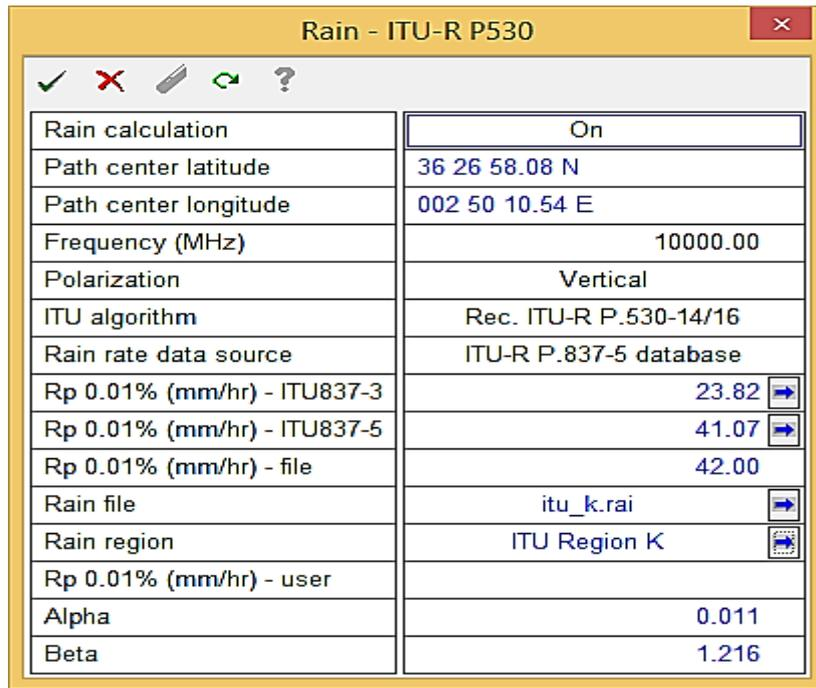 Rain - ITU-R P530
Rain calculation On
Path center latitude 36 26 58.08 N
Path center longitude 002 50 10.54 E
Frequency (MHz) 10000.00
Polarization Vertical
ITU algorithm Rec. ITU-R P.530-14/16
Rain rate data source ITU-R P.837-5 database
Rp 0.01% (mm/hr) - ITU837-3 23.82
Rp 0.01% (mm/hr) - ITU837-5 41.07
Rp 0.01% (mm/hr) - file 42.00
Rain file itu_k.rai
Rain region ITU Region K
Rp 0.01% (mm/hr) - user
Alpha 0.011
Beta 1.216